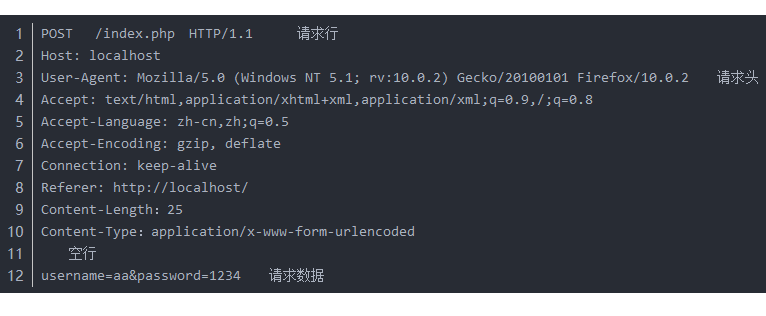 1 POST /index.php HTTP/1.1 请求行
2 Host: localhost
3 User-Agent: Mozilla/5.0 (Windows NT 5.1; rv:10.0.2) Gecko/20100101 Firefox/10.0.2 请求头
4 Accept: text/html,application/xhtml+xml,application/xml;q=0.9,/;q=0.8
5 Accept-Language: zh-cn,zh;q=0.5
6 Accept-Encoding: gzip, deflate
7 Connection: keep-alive
8 Referer: http://localhost/
9 Content-Length: 25
10 Content-Type: application/x-www-form-urlencoded
11 空行
12 username=aa&password=1234 请求数据